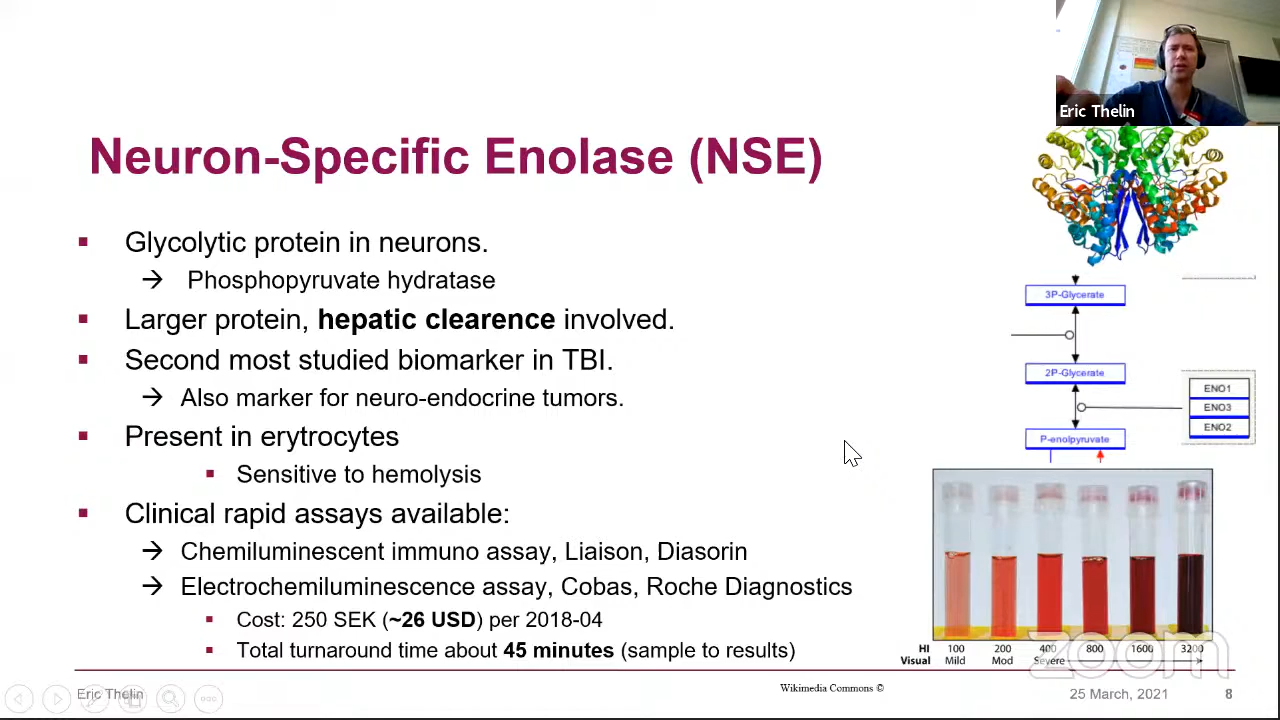 Eric Thelin
Neuron-Specific Enolase (NSE)
▪ Glycolytic protein in neurons.
→ Phosphopyruvate hydratase
▪ Larger protein, hepatic clearence involved.
▪ Second most studied biomarker in TBI.
→ Also marker for neuro-endocrine tumors.
▪ Present in erytrocytes
▪ Sensitive to hemolysis
▪ Clinical rapid assays available:
→ Chemiluminescent immuno assay, Liaison, Diasorin
→ Electrochemiluminescence assay, Cobas, Roche Diagnostics
▪ Cost: 250 SEK (~26 USD) per 2018-04
▪ Total turnaround time about 45 minutes (sample to results)
3P-Glycerate
2P-Glycerate
P-enolpyruvate
ENO1
ENO3
ENO2
HI 100 200 400 800 1600 3200
Visual Mild Mod Severe
zoom
Eric Thelin
Wikimedia Commons ©
25 March, 2021
8